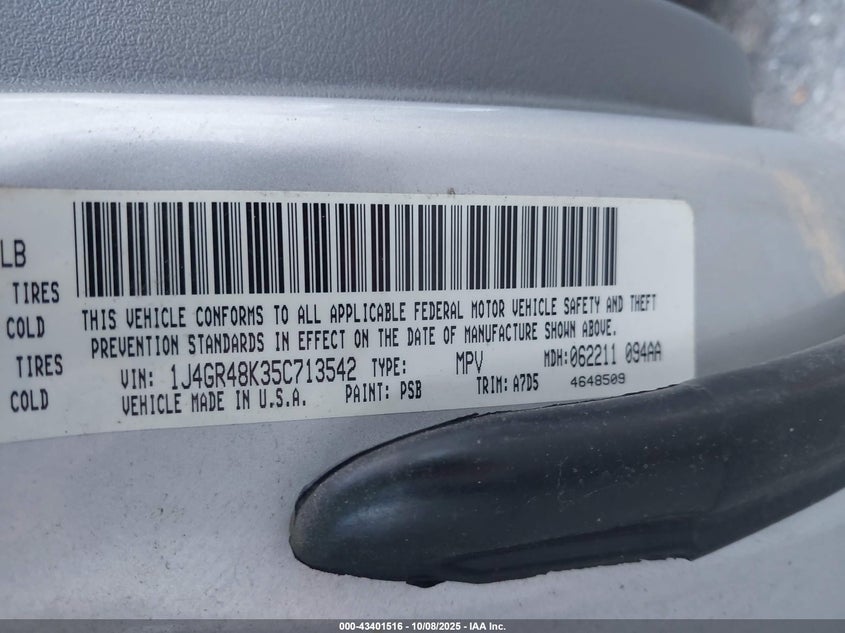 LB
TIRES
COLD
TIRES
COLD
THIS VEHICLE CONFORMS TO ALL APPLICABLE FEDERAL MOTOR VEHICLE SAFETY AND THEFT
PREVENTION STANDARDS IN EFFECT ON THE DATE OF MANUFACTURE SHOWN ABOVE.
VIN: 1J4GR48K35C713542 TYPE: MPV MDH:062211 094AA
VEHICLE MADE IN U.S.A. PAINT: PSB TRIM: A7D5 4648509
000-43401516 - 10/08/2025 - IAA Inc.